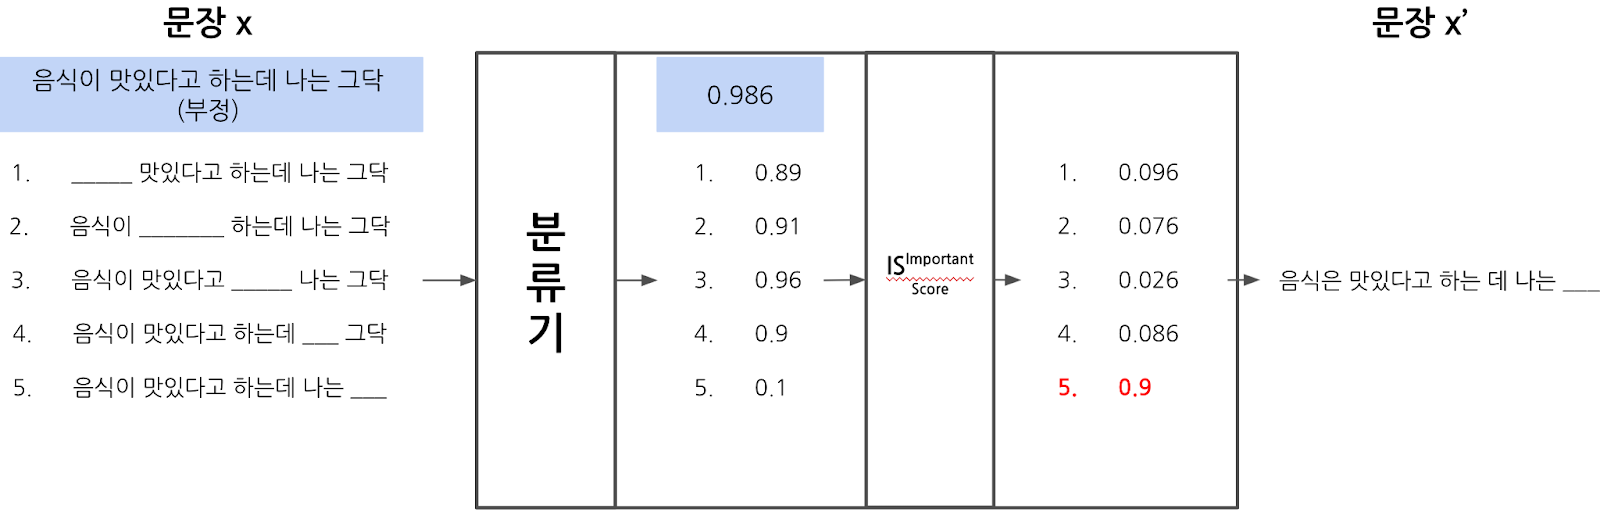 문장 x
음식이 맛있다고 하는데 나는 그닥
(부정)
1. _____ 맛있다고 하는데 나는 그닥
2. 음식이 _______ 하는데 나는 그닥
3. 음식이 맛있다고 _____ 나는 그닥
4. 음식이 맛있다고 하는데 ___ 그닥
5. 음식이 맛있다고 하는데 나는 ___
분
류
기
0.986
1. 0.89
2. 0.91
3. 0.96
4. 0.9
5. 0.1
IS Important
Score
1. 0.096
2. 0.076
3. 0.026
4. 0.086
5. 0.9
문장 x’
음식은 맛있다고 하는 데 나는 ___